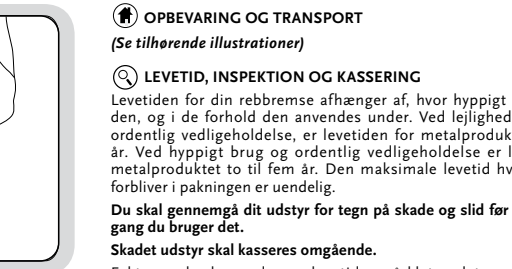 OPBEVARING OG TRANSPORT
(Se tilhørende illustrationer)
LEVETID, INSPEKTION OG KASSERING
Levetiden for din rebbremse afhænger af, hvor hyppigt
den, og i de forhold den anvendes under. Ved
ordentlig vedligeholdelse, er levetiden for
år. Ved hyppigt brug og ordentlig vedligeholdelse er
metalproduktet to til fem år. Den maksimale levetid
forbliver i pakningen er uendelig.
Du skal gennemgå dit udstyr for tegn på skade og slid før
gang du bruger det.
Skadet udstyr skal kasseres omgående.